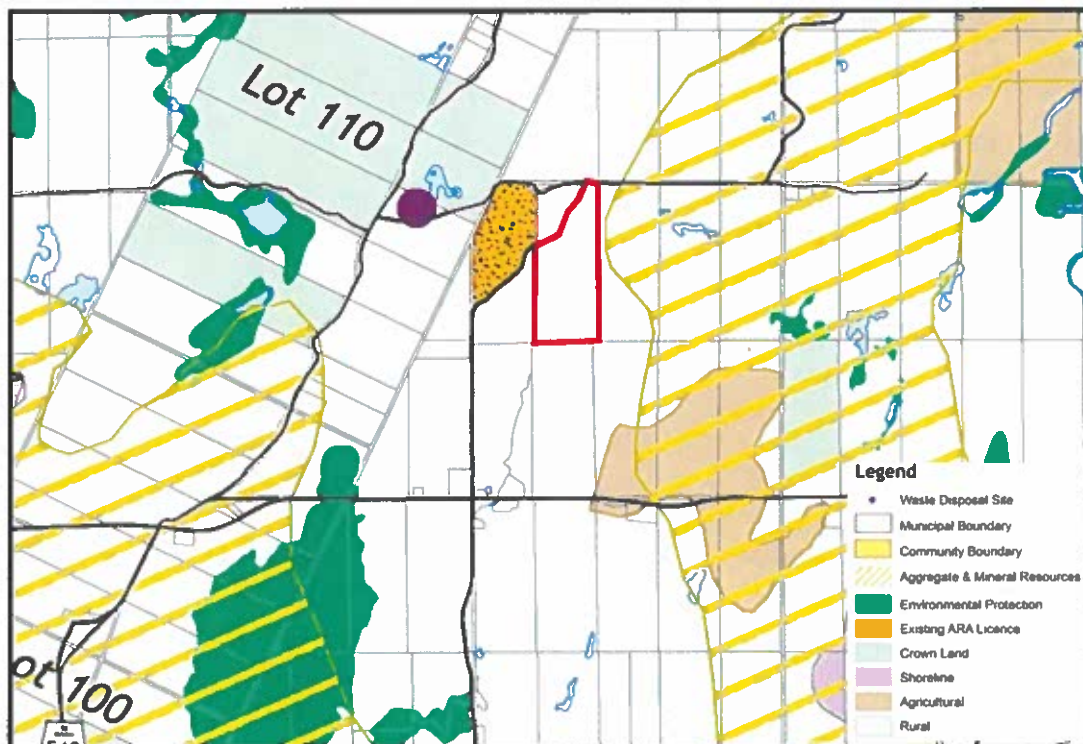 Lot 110
Legend
Waste Disposal Site
Municipal Boundary
Community Boundary
Aggregate & Mineral Resources
Environmental Protection
Existing ARA Licence
Crown Land
Shoreline
Agricultural
Rural
ot 100